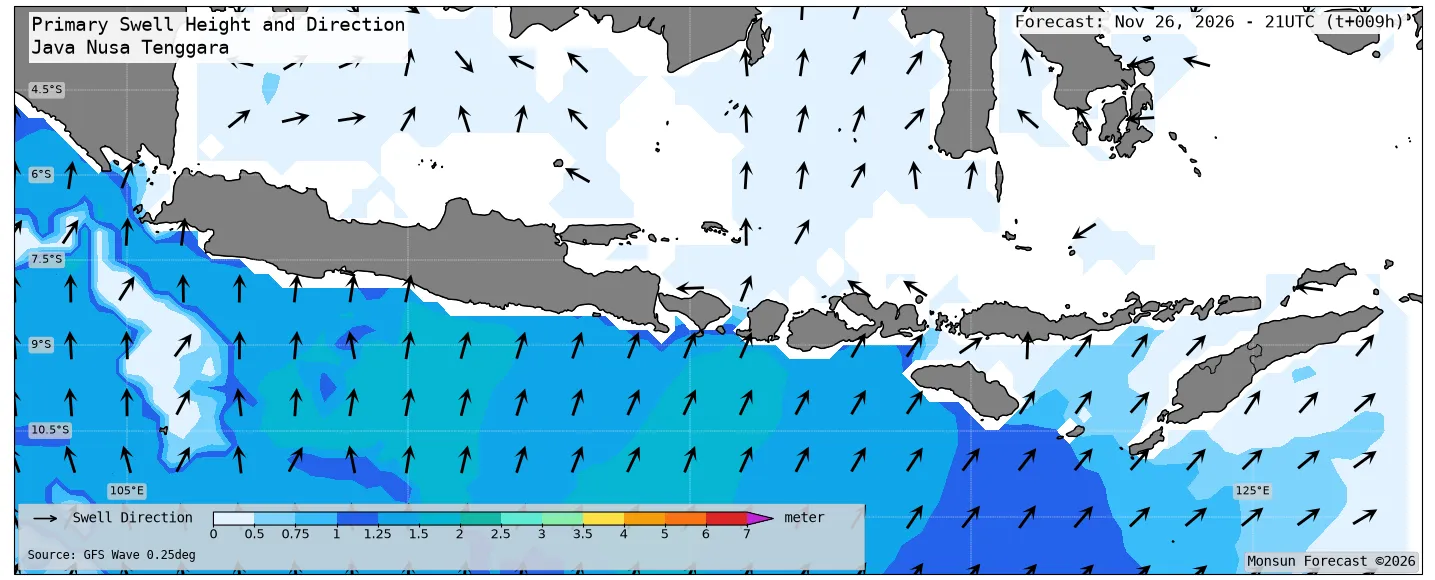 Primary Swell Height and Direction
Java Nusa Tenggara
Forecast: Nov 26, 2026 - 21UTC (t+009h)
4.5°S
6°S
7.5°S
9°S
10.5°S
105°E
125°E
Swell Direction
0 0.5 0.75 1 1.25 1.5 2 2.5 3 3.5 4 5 6 7
meter
Source: GFS Wave 0.25deg
Monsun Forecast ©2026